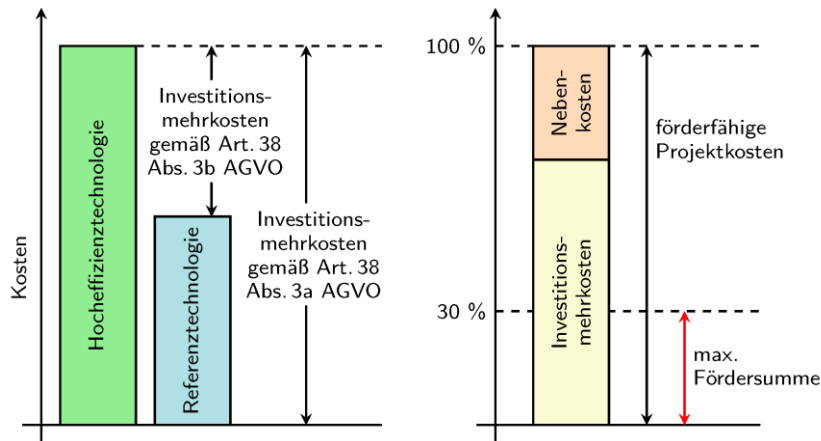 Kosten
Hocheffizienztechnologie
Referenztechnologie
Investitions-
mehrkosten
gemäß Art. 38
Abs. 3b AGVO
Investitions-
mehrkosten
gemäß Art. 38
Abs. 3a AGVO
100 %
30 %
Neben-
kosten
Investitions-
mehrkosten
förderfähige
Projektkosten
max.
Fördersumme